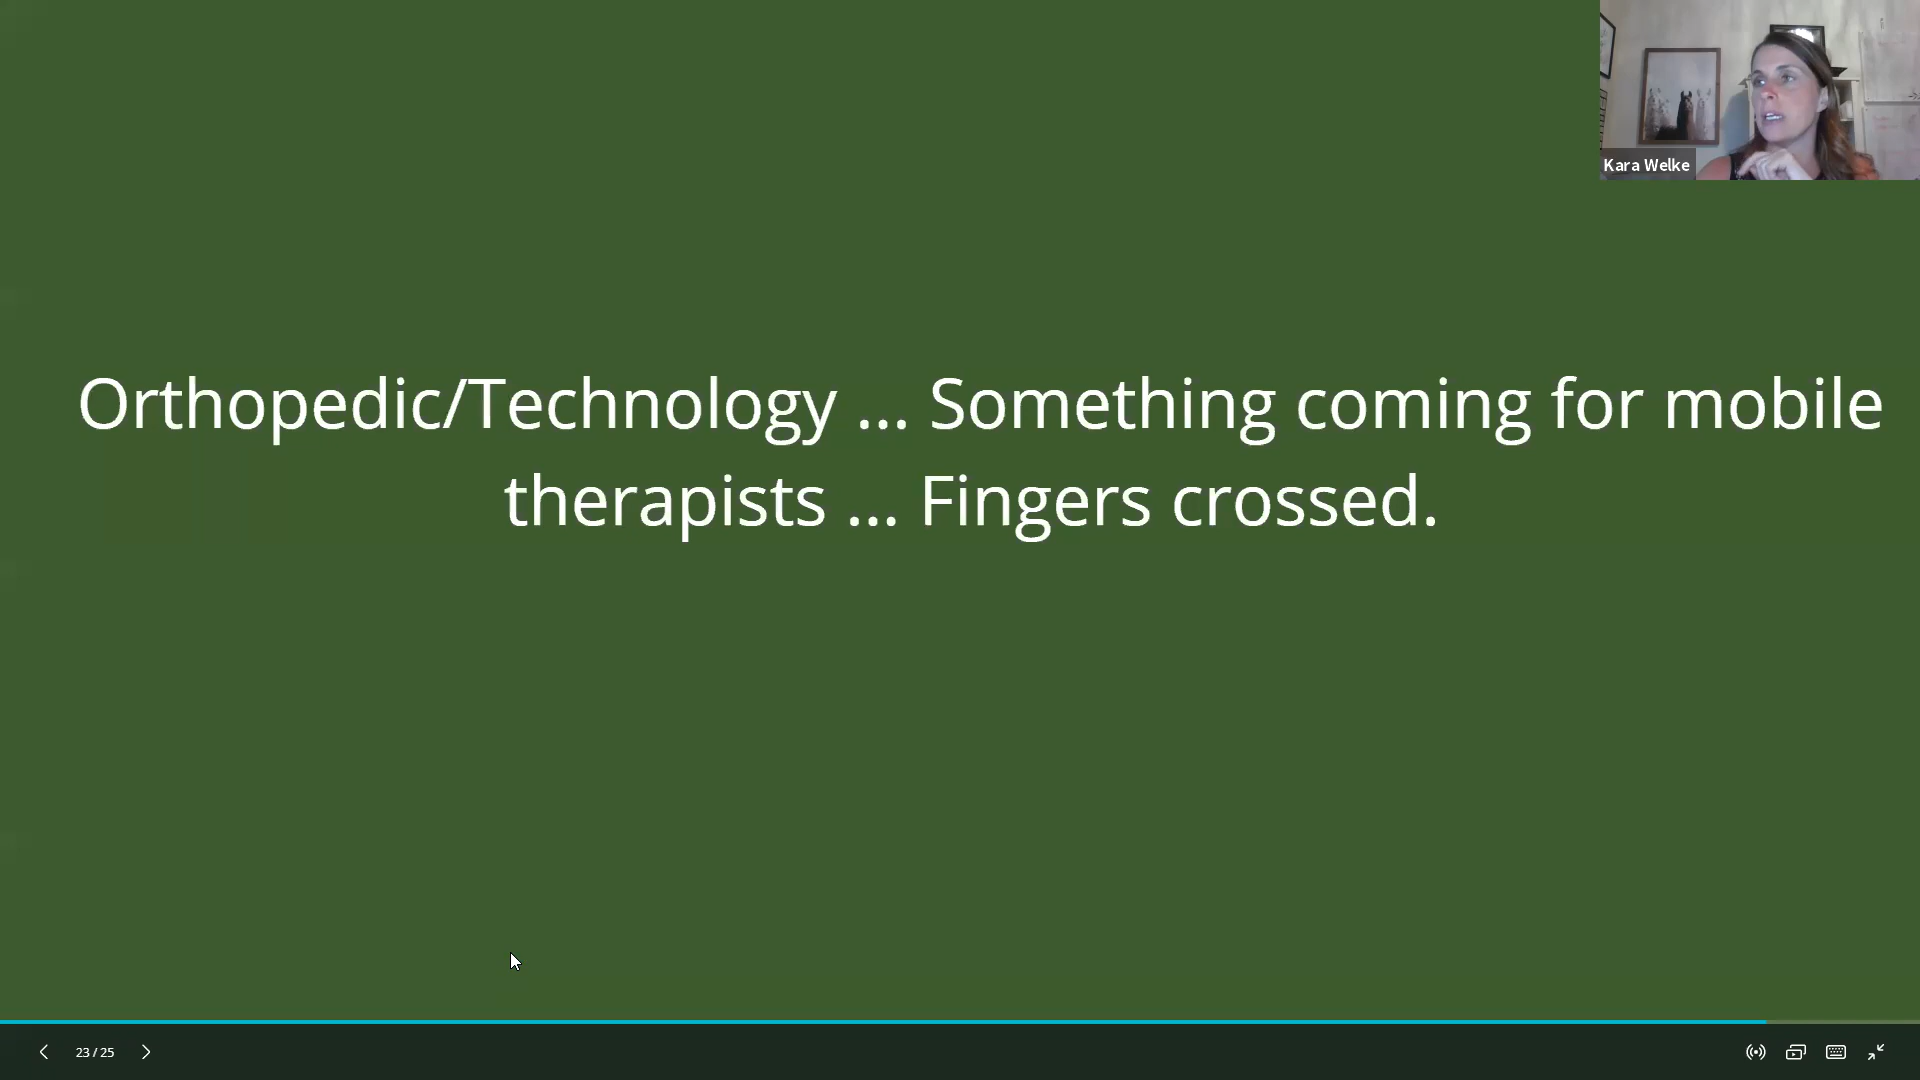 Kara Welke
Orthopedic/Technology ... Something coming for mobile
therapists ... Fingers crossed.
23 / 25